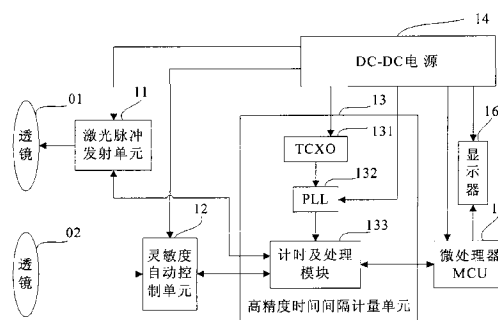 14
DC-DC电源
01
11
13
16
透镜
激光脉冲
发射单元
131
TCXO
显示器
132
PLL
02
12
133
透镜
灵敏度
自动控
制单元
计时及处理
模块
微处理器
MCU
高精度时间间隔计量单元